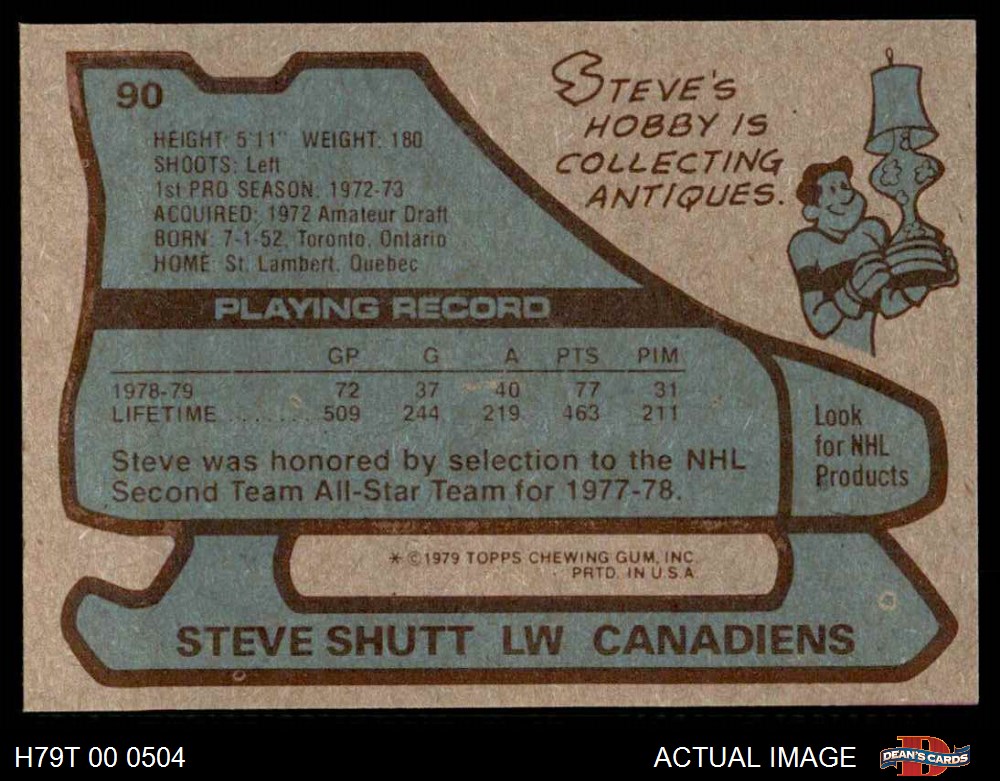 90
HEIGHT: 5'11" WEIGHT: 180
SHOOTS: Left
1st PRO SEASON: 1972-73
ACQUIRED: 1972 Amateur Draft
BORN: 7-1-52, Toronto, Ontario
HOME: St. Lambert, Quebec
STEVE'S
HOBBY IS
COLLECTING
ANTIQUES.
PLAYING RECORD
GP G A PTS PIM
1978-79 72 37 40 77 31
LIFETIME ........ 509 244 219 463 211
Steve was honored by selection to the NHL
Second Team All-Star Team for 1977-78.
Look
for NHL
Products
* ©1979 TOPPS CHEWING GUM, INC.
PRTD. IN U.S.A.
STEVE SHUTT LW CANADIENS
H79T 00 0504
ACTUAL IMAGE
DEAN'S CARDS